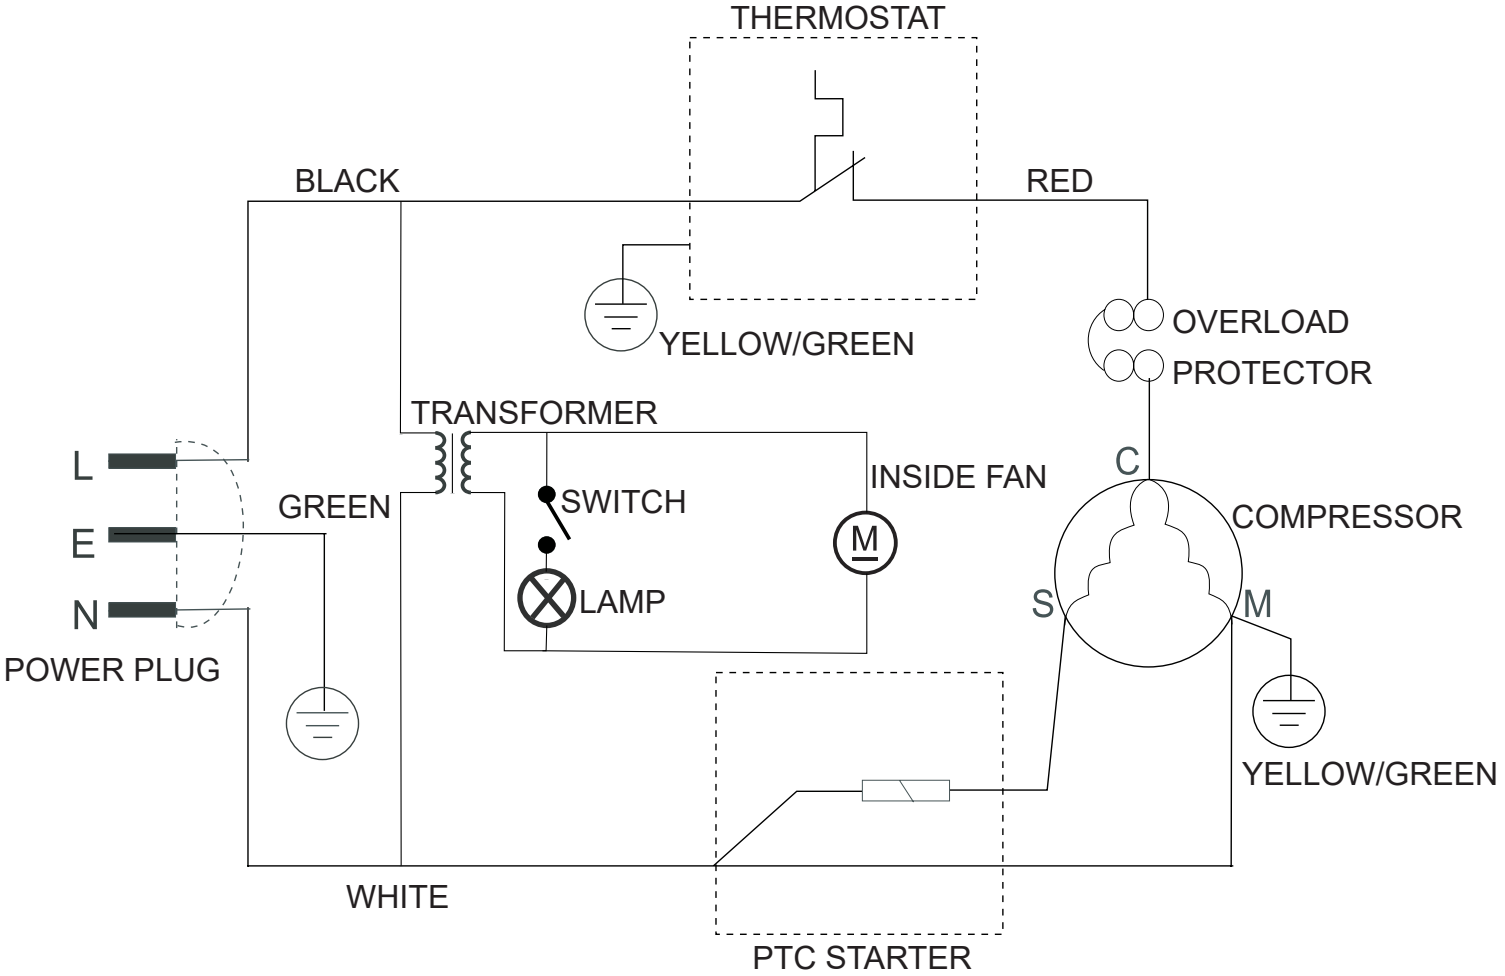 THERMOSTAT
BLACK
RED
OVERLOAD
YELLOW/GREEN
PROTECTOR
TRANSFORMER
L
C
INSIDE FAN
GREEN
SWITCH
COMPRESSOR
E
M
N
LAMP
S
M
POWER PLUG
YELLOW/GREEN
WHITE
PTC STARTER